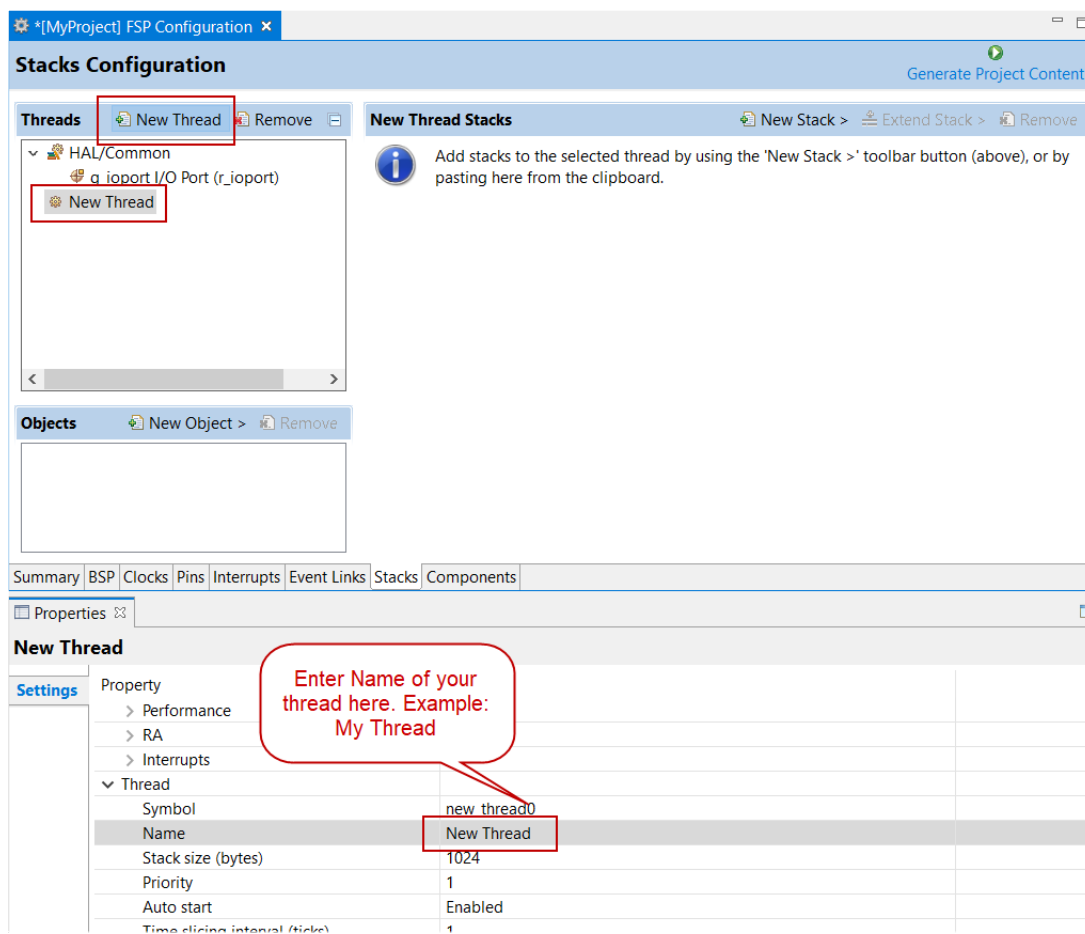 *[MyProject] FSP Configuration
Stacks Configuration
Generate Project Content
Threads New Thread Remove
HAL/Common
g_ioport I/O Port (r_ioport)
New Thread
New Thread Stacks New Stack > Extend Stack > Remove
Add stacks to the selected thread by using the 'New Stack >' toolbar button (above), or by
pasting here from the clipboard.
Objects New Object > Remove
Summary BSP Clocks Pins Interrupts Event Links Stacks Components
Properties
New Thread
Settings
Enter Name of your
thread here. Example:
My Thread
Property
Performance
RA
Interrupts
Thread
Symbol new_thread0
Name New Thread
Stack size (bytes) 1024
Priority 1
Auto start Enabled
Time slicing interval (ticks) 1